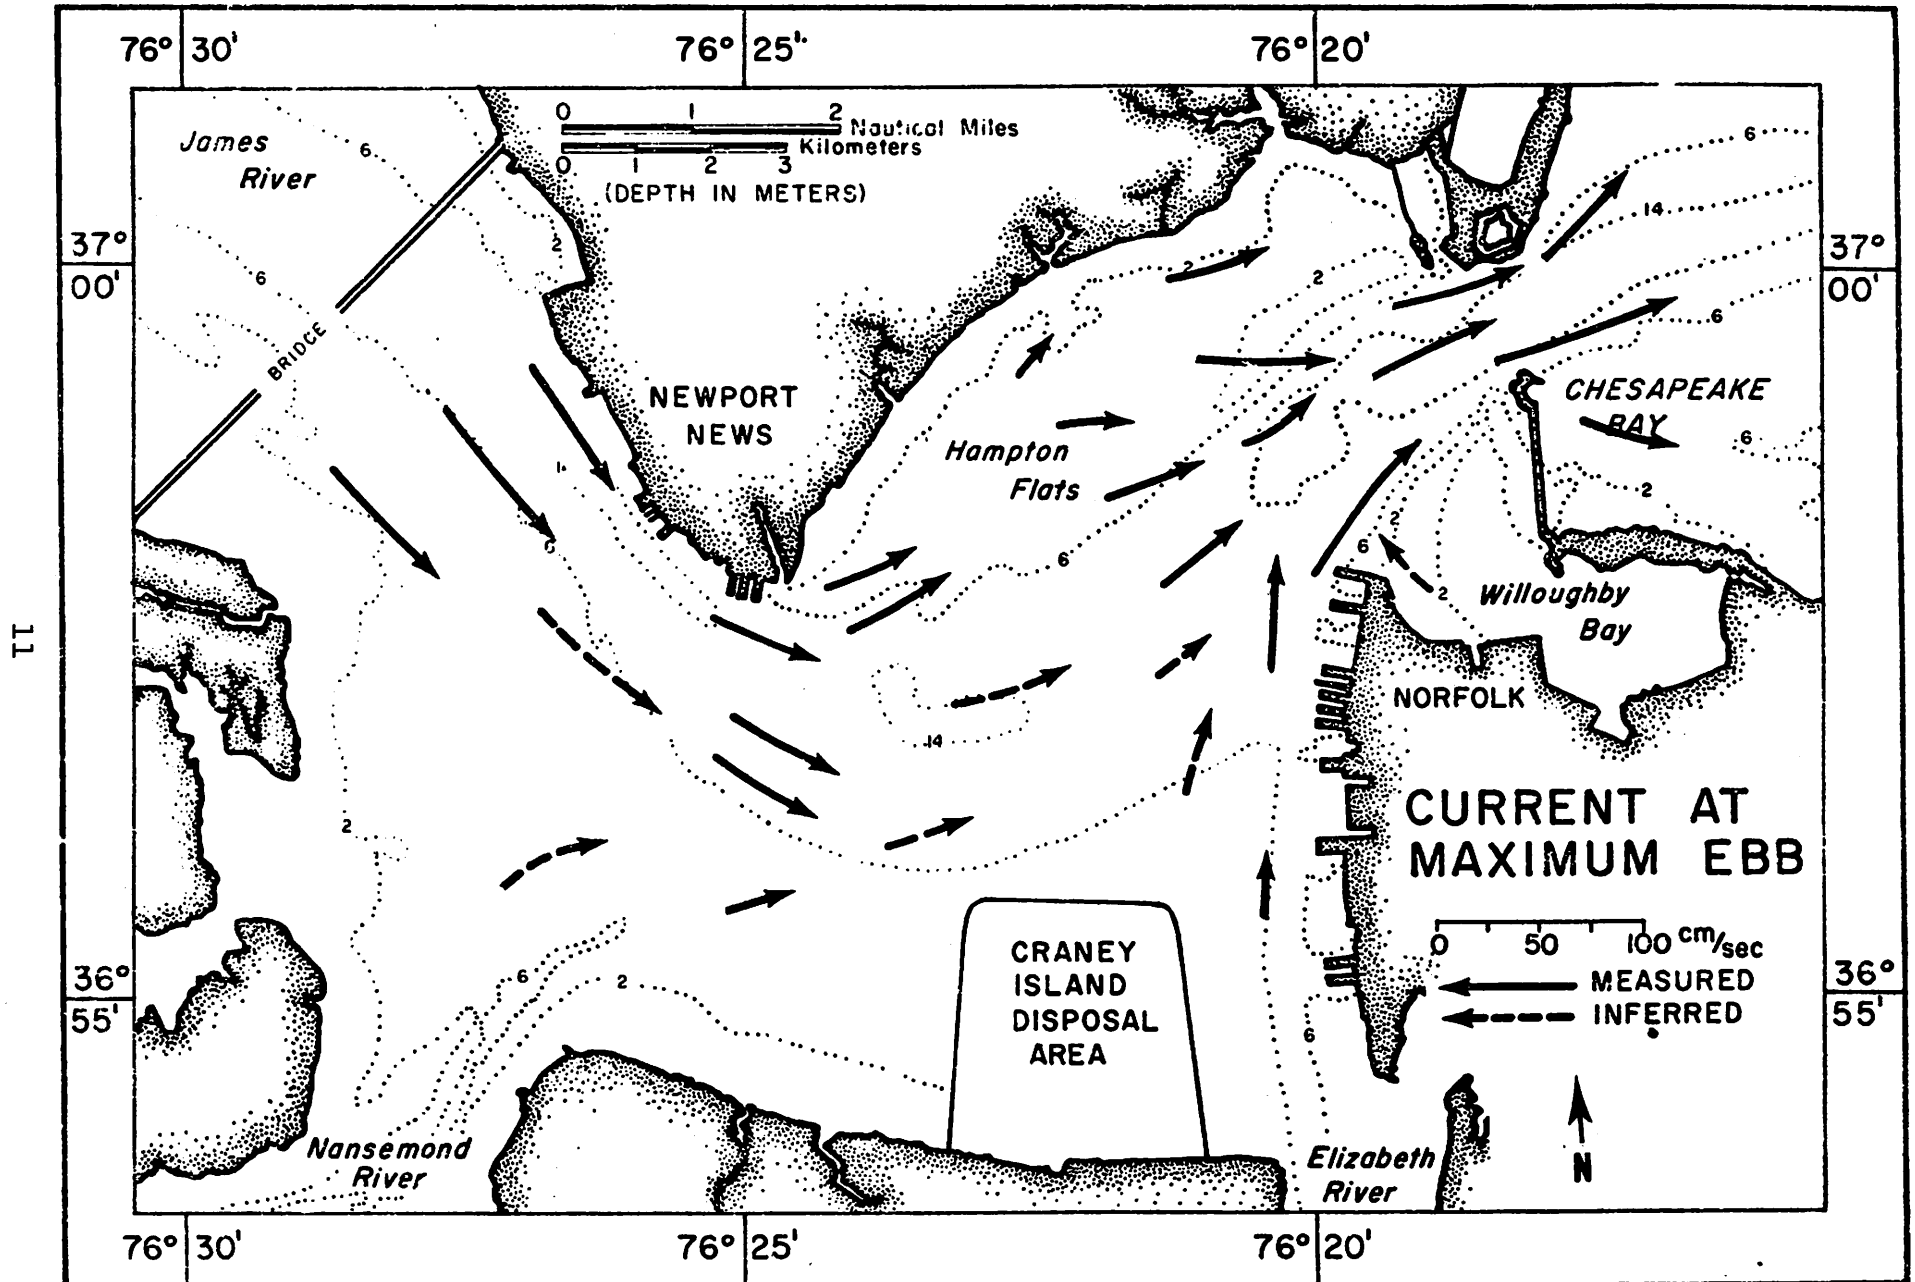 76° 30'
76° 25'
76° 20'
0 1 2 Nautical Miles
0 1 2 3 Kilometers
(DEPTH IN METERS)
James
River
6
6
14
2
2
2
37°
00'
37°
00'
6
6
BRIDGE
NEWPORT
NEWS
CHESAPEAKE
BAY
Hampton
Flats
6
2
2
6
6
6
2
Willoughby
Bay
11
NORFOLK
14
CURRENT AT
MAXIMUM EBB
2
0 50 100 cm/sec
CRANEY
ISLAND
DISPOSAL
AREA
6
2
36°
55'
36°
55'
MEASURED
INFERRED
6
N
Nansemond
River
Elizabeth
River
76° 30'
76° 25'
76° 20'